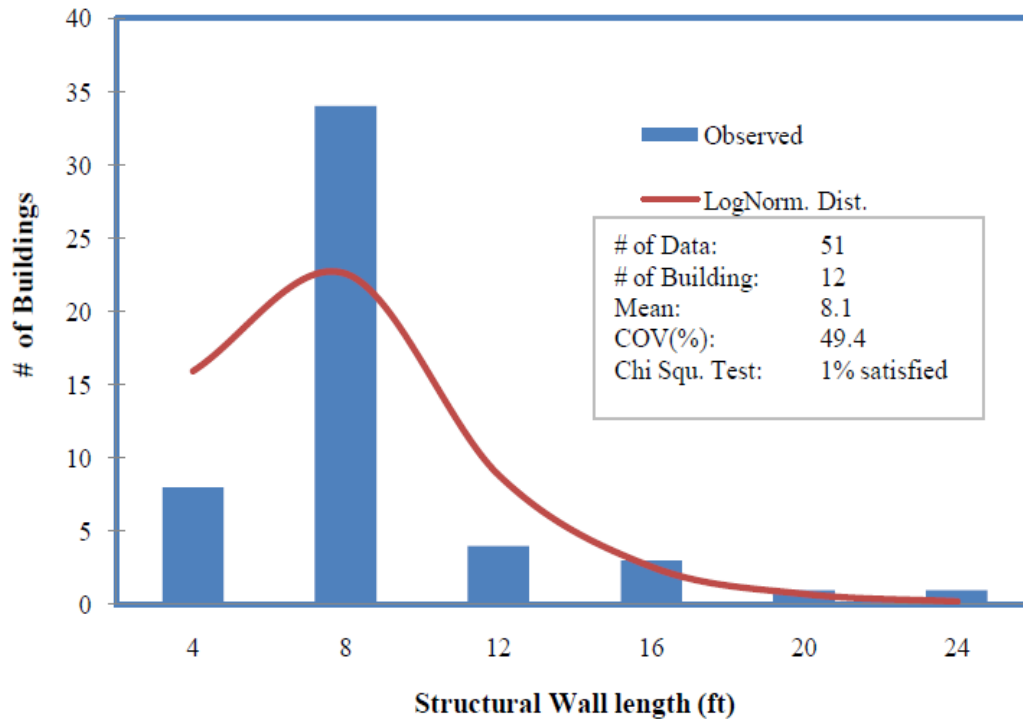 40
35
30
25
20
15
10
5
0
# of Buildings
Observed
LogNorm. Dist.
# of Data: 51
# of Building: 12
Mean: 8.1
COV(%): 49.4
Chi Squ. Test: 1% satisfied
4 8 12 16 20 24
Structural Wall length (ft)